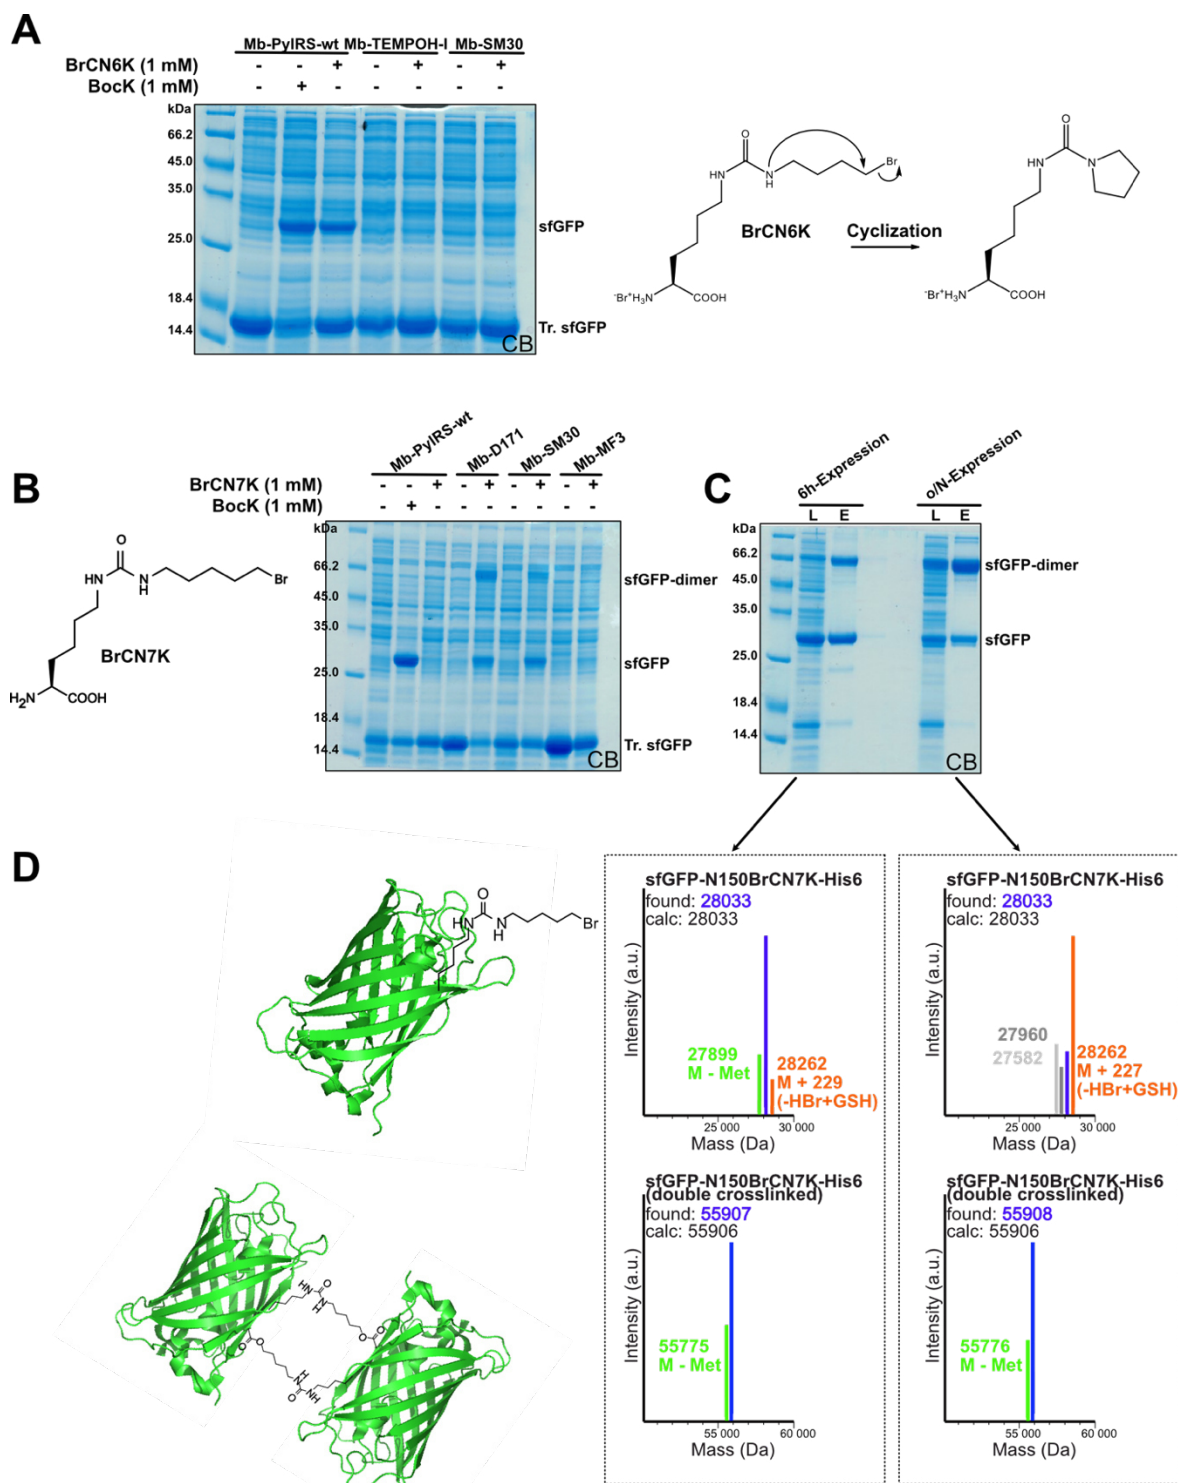 A
Mb-PylRS-wt Mb-TEMPOH-I Mb-SM30
BrCN6K (1 mM) - - + - + - +
BocK (1 mM) - + - - - - -
kDa
66.2
45.0
35.0
25.0
18.4
14.4
sfGFP
Tr. sfGFP
CB
O
HN
N
H
Br
BrCN6K
-Br+H3N
COOH
Cyclization
O
HN
N
-Br+H3N
COOH
B
Mb-PylRS-wt
Mb-D171
Mb-SM30
Mb-MF3
BrCN7K (1 mM) - - + - + - + - +
BocK (1 mM) - + - - - - - - -
O
HN
N
H
Br
BrCN7K
H2N
COOH
kDa
66.2
45.0
35.0
25.0
18.4
14.4
sfGFP-dimer
sfGFP
Tr. sfGFP
CB
C
6h-Expression
o/N-Expression
L E L E
kDa
66.2
45.0
35.0
25.0
18.4
14.4
sfGFP-dimer
sfGFP
CB
D
O
N
H
N
H
Br
H
N
O
N
H
O
O
O
O
H
N
O
N
H
sfGFP-N150BrCN7K-His6
found: 28033
calc: 28033
Intensity (a.u.)
27899
M - Met
28262
M + 229
(-HBr+GSH)
25 000 30 000
Mass (Da)
sfGFP-N150BrCN7K-His6
found: 28033
calc: 28033
Intensity (a.u.)
27960
27582
28262
M + 227
(-HBr+GSH)
25 000 30 000
Mass (Da)
sfGFP-N150BrCN7K-His6
(double crosslinked)
found: 55907
calc: 55906
Intensity (a.u.)
55775
M - Met
55 000 60 000
Mass (Da)
sfGFP-N150BrCN7K-His6
(double crosslinked)
found: 55908
calc: 55906
Intensity (a.u.)
55776
M - Met
55 000 60 000
Mass (Da)